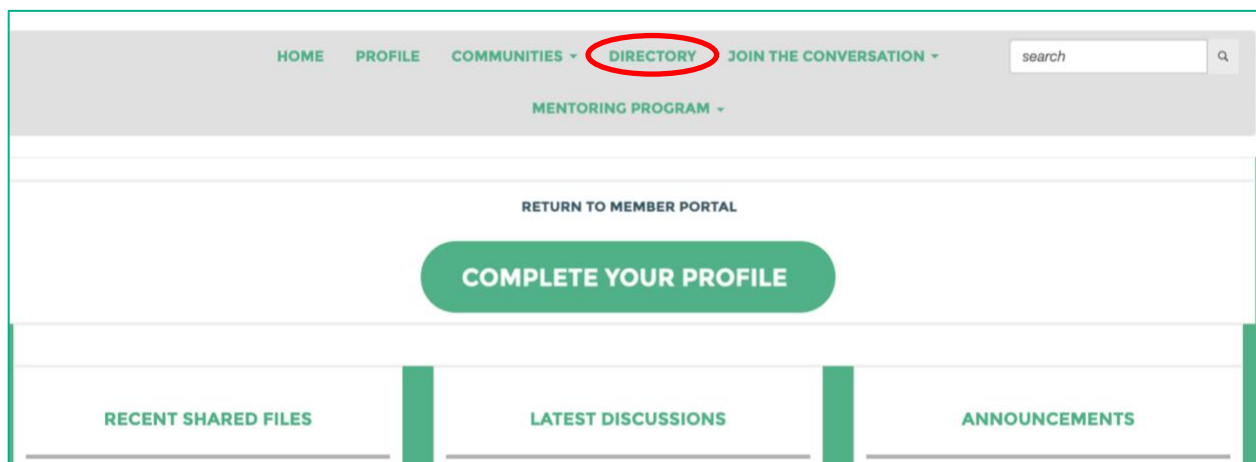 HOME PROFILE COMMUNITIES DIRECTORY JOIN THE CONVERSATION search
MENTORING PROGRAM
RETURN TO MEMBER PORTAL
COMPLETE YOUR PROFILE
RECENT SHARED FILES LATEST DISCUSSIONS ANNOUNCEMENTS